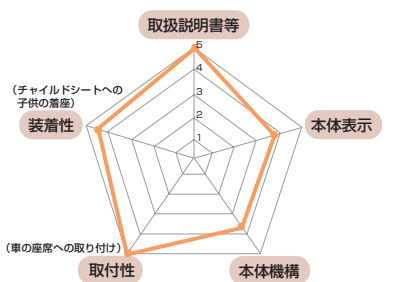 取扱説明書等
5
4
3
2
1
（チャイルドシートへの
子供の着座）
装着性
本体表示
（車の座席への取り付け）
取付性
本体機構